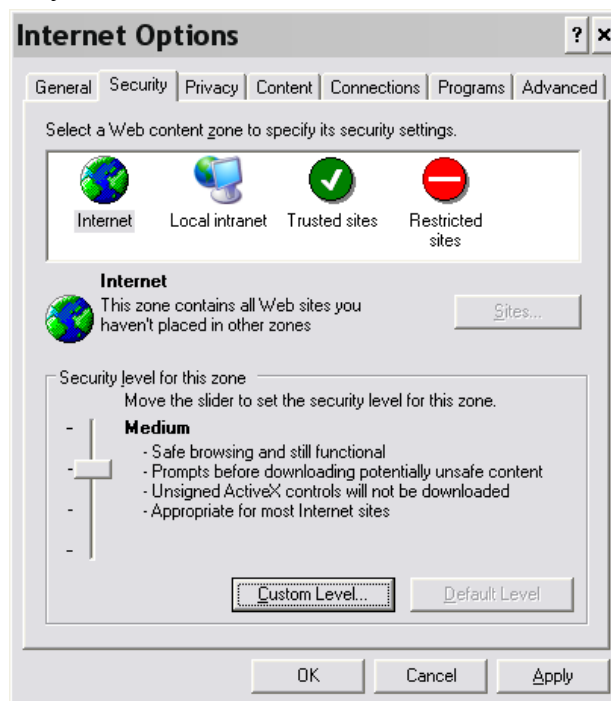 Internet Options
? ×
General Security Privacy Content Connections Programs Advanced
Select a Web content zone to specify its security settings.
Internet Local intranet Trusted sites Restricted
sites
Internet
This zone contains all Web sites you
haven't placed in other zones
Sites...
Security level for this zone
Move the slider to set the security level for this zone.
Medium
- Safe browsing and still functional
- Prompts before downloading potentially unsafe content
- Unsigned ActiveX controls will not be downloaded
- Appropriate for most Internet sites
Custom Level... Default Level
OK Cancel Apply